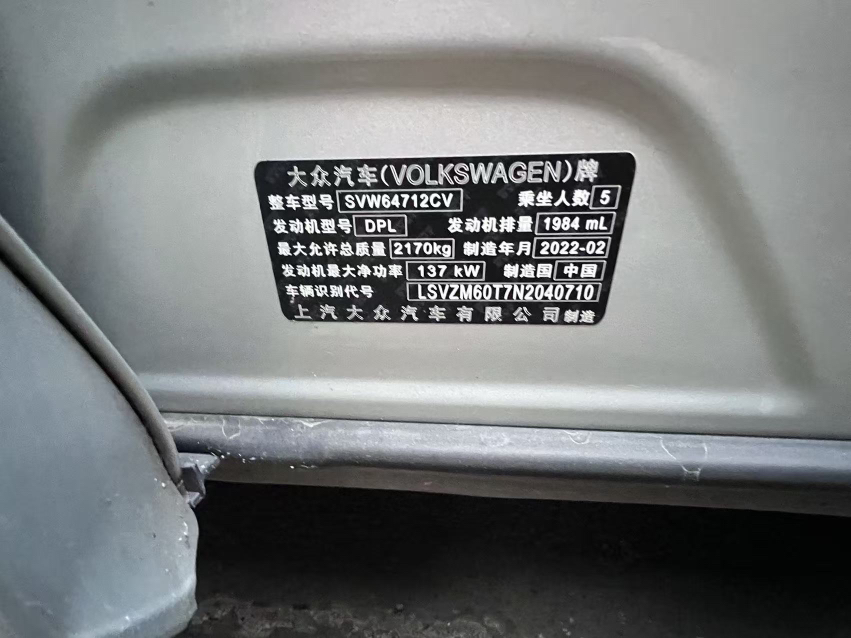 大众汽车(VOLKSWAGEN)牌
整车型号 SVW64712CV 乘坐人数 5
发动机型号 DPL 发动机排量 1984 mL
最大允许总质量 2170kg 制造年月 2022-02
发动机最大净功率 137 kW 制造国 中国
车辆识别代号 LSVZM60T7N2040710
上汽大众汽车有限公司制造